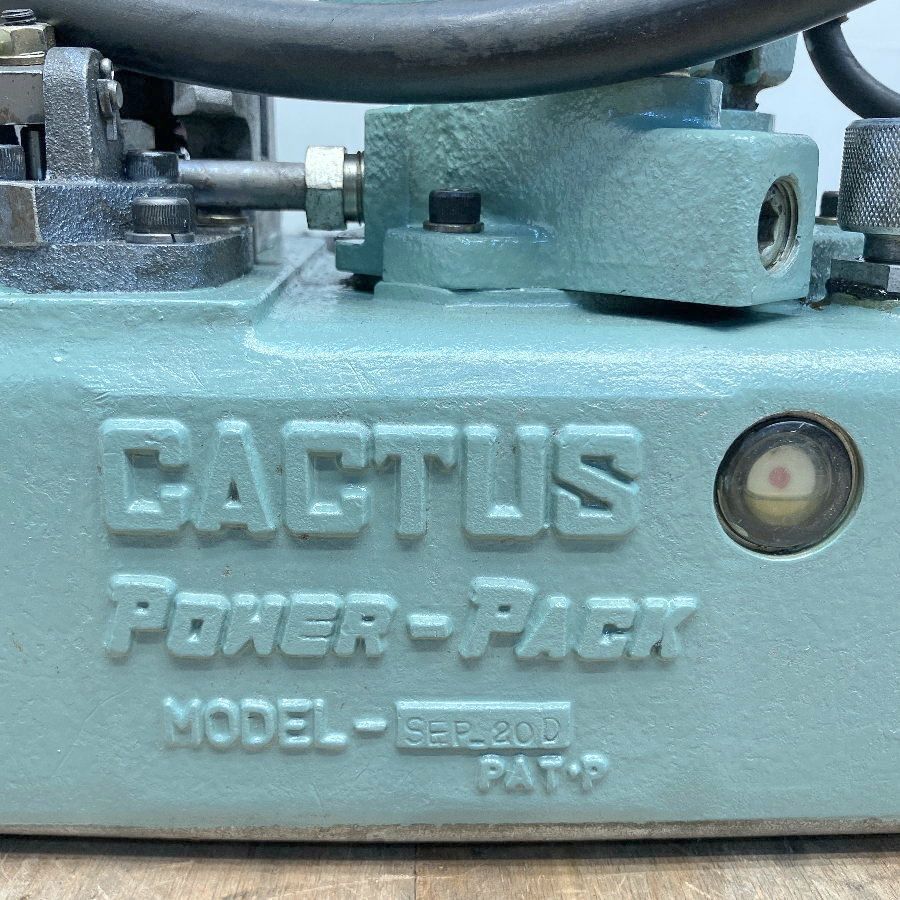 CACTUS
POWER-PACK
MODEL-SEP-20D
PAT.P